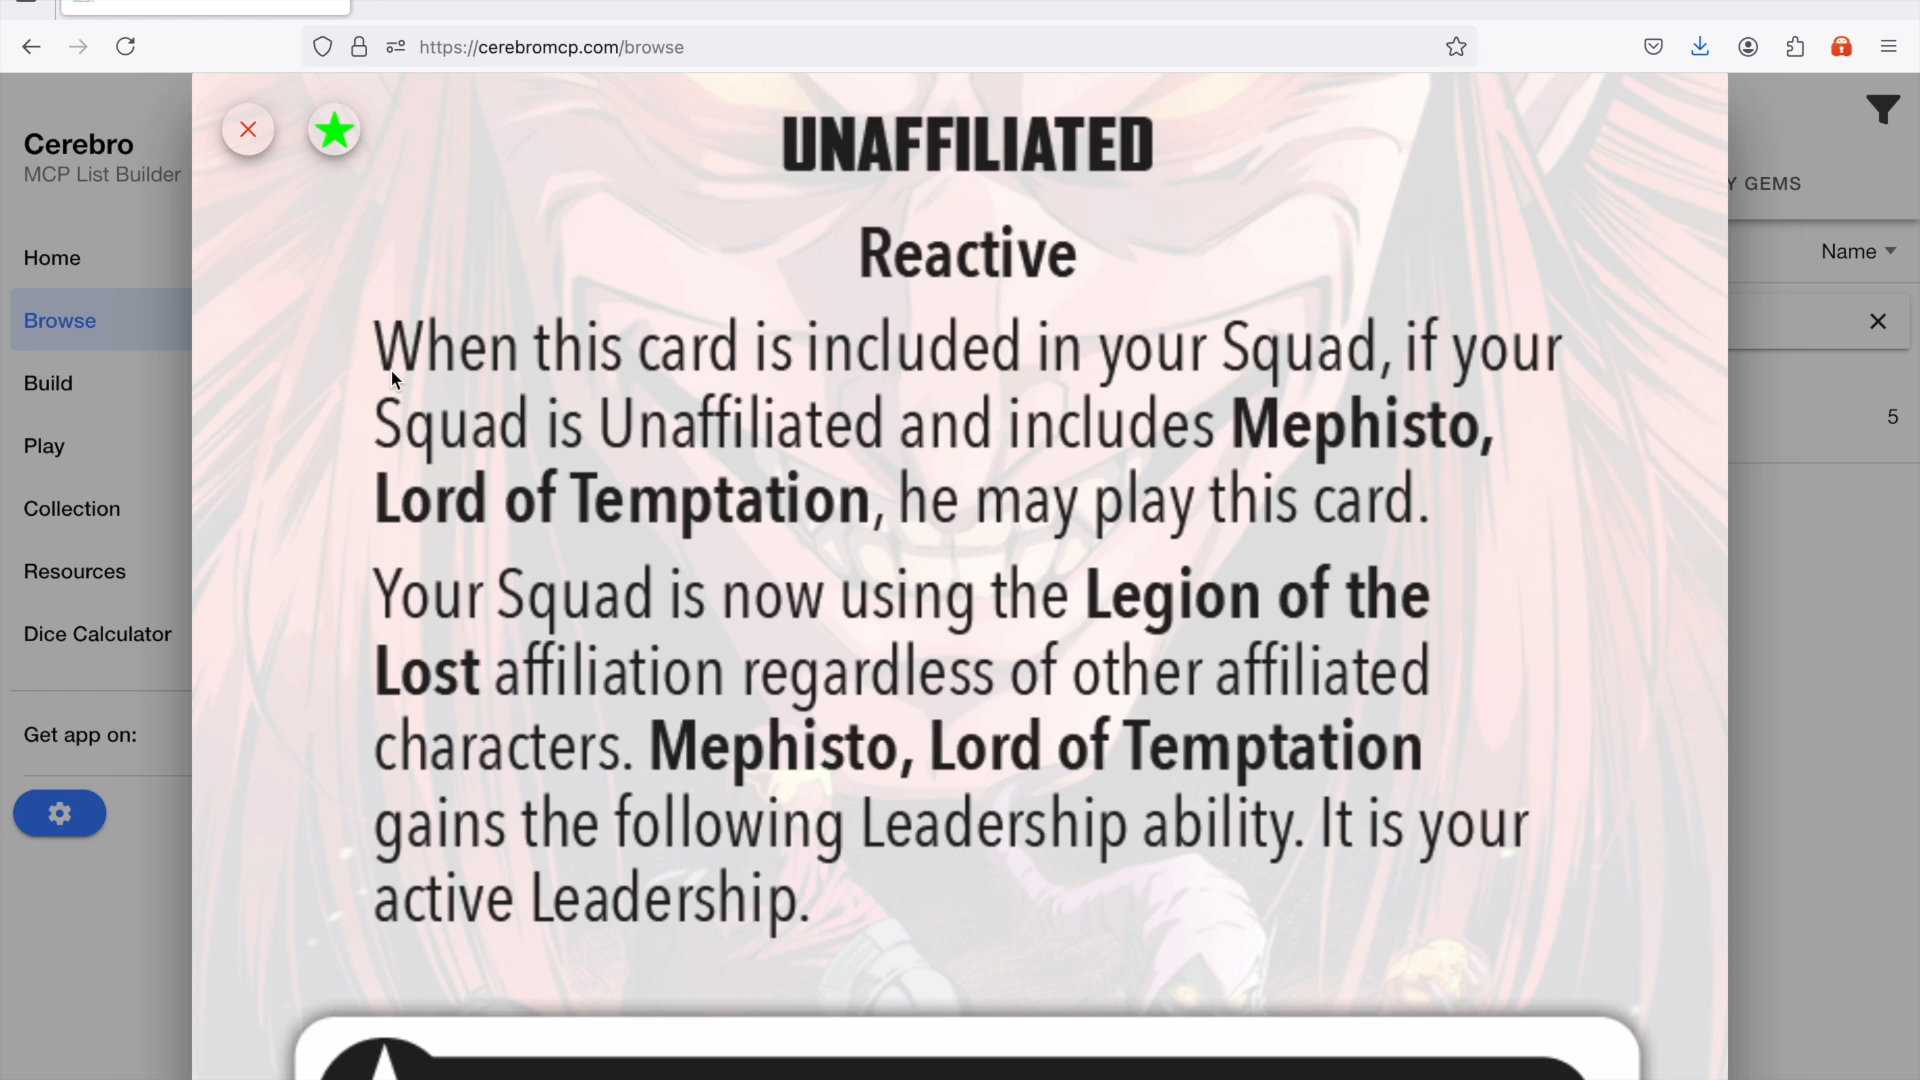 https://cerebromcp.com/browse
Cerebro
MCP List Builder
Home
Browse
Build
Play
Collection
Resources
Dice Calculator
Get app on:
UNAFFILIATED
Reactive
When this card is included in your Squad, if your
Squad is Unaffiliated and includes Mephisto,
Lord of Temptation, he may play this card.
Your Squad is now using the Legion of the
Lost affiliation regardless of other affiliated
characters. Mephisto, Lord of Temptation
gains the following Leadership ability. It is your
active Leadership.
Y GEMS
Name
5